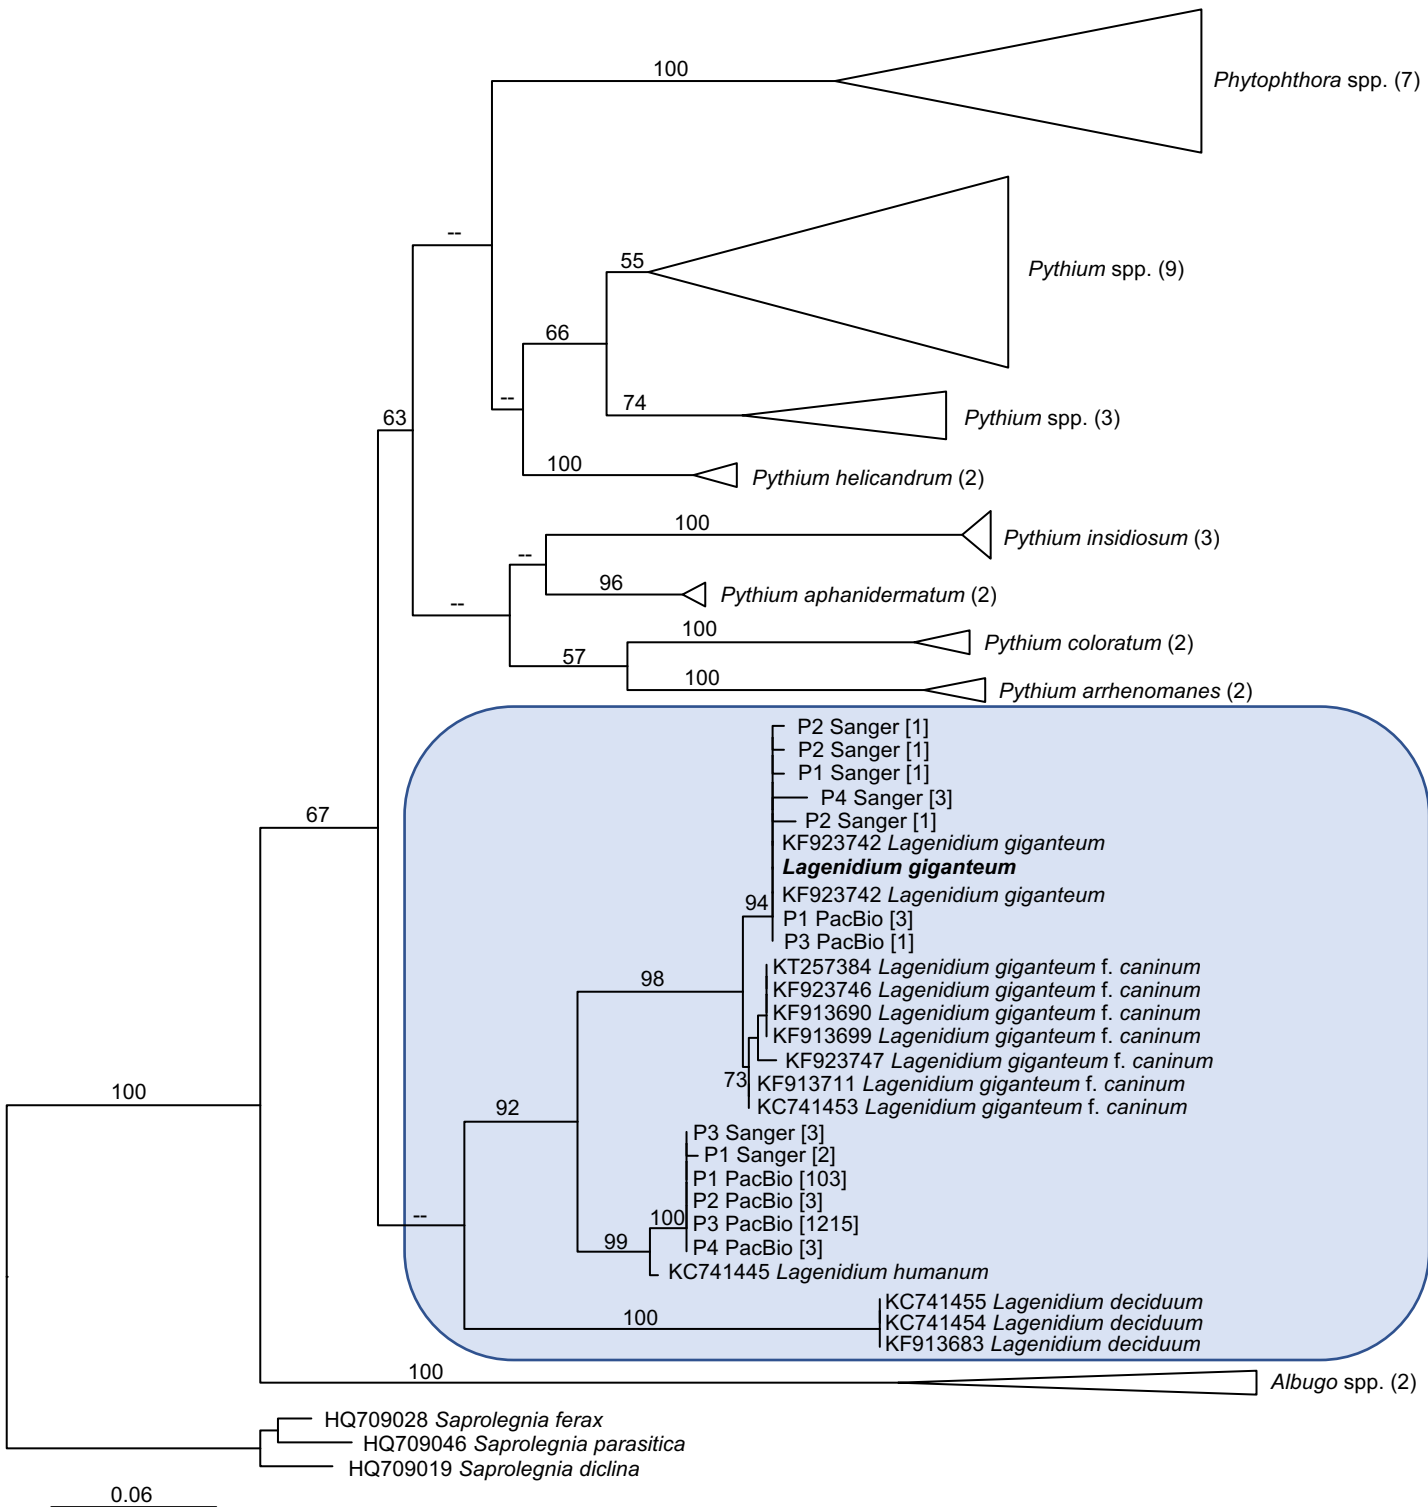 100
Phytophthora spp. (7)
--
55
Pythium spp. (9)
66
--
74
Pythium spp. (3)
63
100
Pythium helicandrum (2)
100
Pythium insidiosum (3)
--
96
Pythium aphanidermatum (2)
--
100
Pythium coloratum (2)
57
100
Pythium arrhenomanes (2)
P2 Sanger [1]
P2 Sanger [1]
P1 Sanger [1]
P4 Sanger [3]
P2 Sanger [1]
67
KF923742 Lagenidium giganteum
Lagenidium giganteum
KF923742 Lagenidium giganteum
94
P1 PacBio [3]
P3 PacBio [1]
KT257384 Lagenidium giganteum f. caninum
98
KF923746 Lagenidium giganteum f. caninum
KF913690 Lagenidium giganteum f. caninum
KF913699 Lagenidium giganteum f. caninum
KF923747 Lagenidium giganteum f. caninum
73
KF913711 Lagenidium giganteum f. caninum
100
92
KC741453 Lagenidium giganteum f. caninum
P3 Sanger [3]
P1 Sanger [2]
P1 PacBio [103]
P2 PacBio [3]
--
100
P3 PacBio [1215]
99
P4 PacBio [3]
KC741445 Lagenidium humanum
KC741455 Lagenidium deciduum
100
KC741454 Lagenidium deciduum
KF913683 Lagenidium deciduum
100
Albugo spp. (2)
HQ709028 Saprolegnia ferax
HQ709046 Saprolegnia parasitica
HQ709019 Saprolegnia diclina
0.06